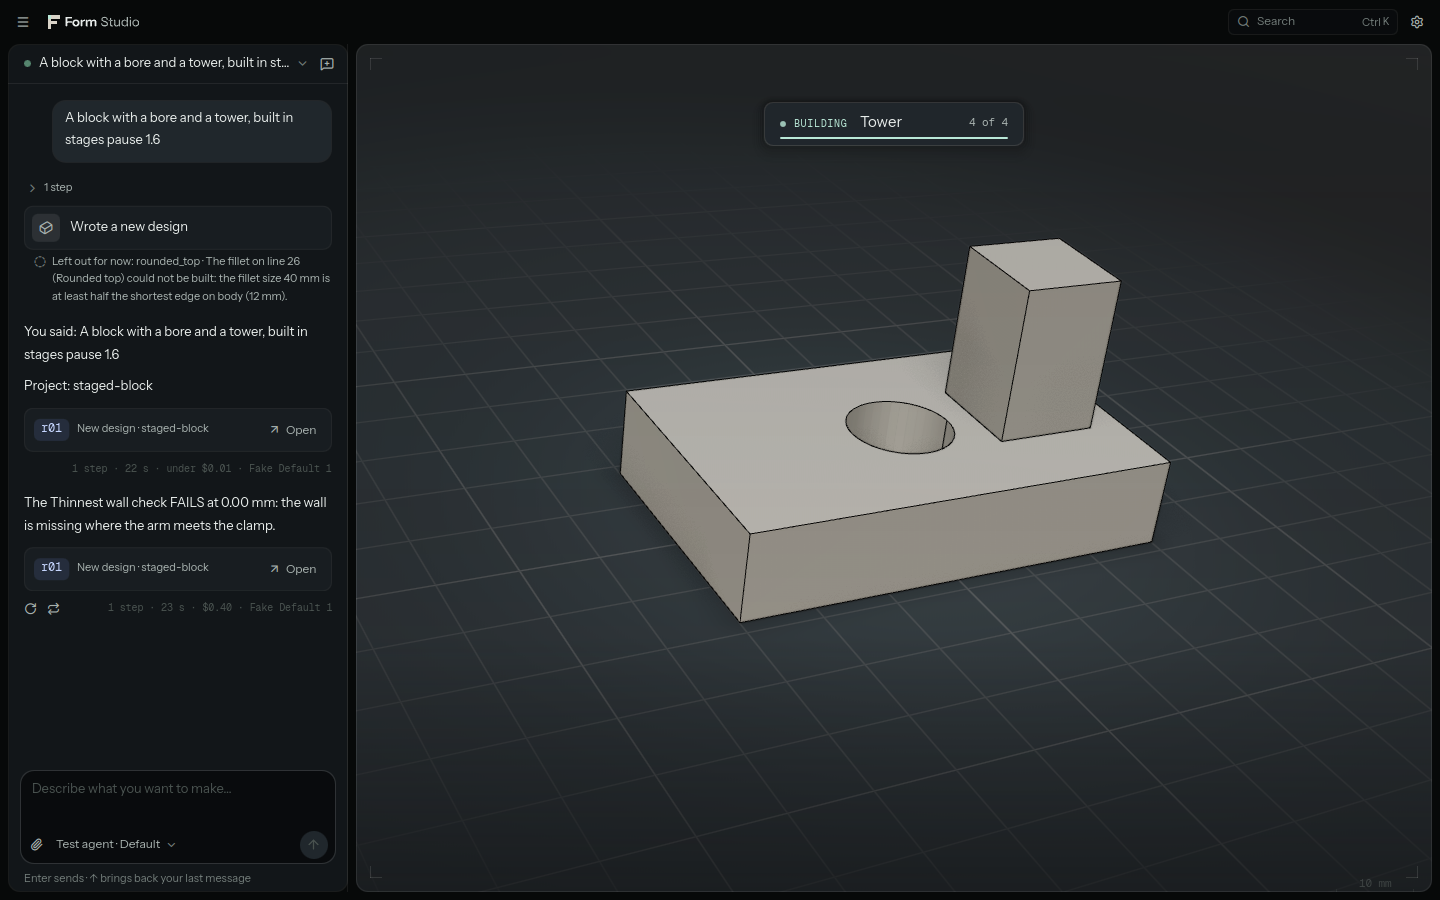 Form Studio
Search
Ctrl K
A block with a bore and a tower, built in st...
A block with a bore and a tower, built in
stages pause 1.6
1 step
Wrote a new design
Left out for now: rounded_top · The fillet on line 26
(Rounded top) could not be built: the fillet size 40 mm is
at least half the shortest edge on body (12 mm).
You said: A block with a bore and a tower, built in
stages pause 1.6
Project: staged-block
r01 New design · staged-block Open
1 step · 22 s · under $0.01 · Fake Default 1
The Thinnest wall check FAILS at 0.00 mm: the wall
is missing where the arm meets the clamp.
r01 New design · staged-block Open
1 step · 23 s · $0.40 · Fake Default 1
Describe what you want to make...
Test agent · Default
Enter sends · ↑ brings back your last message
BUILDING Tower 4 of 4
10 mm